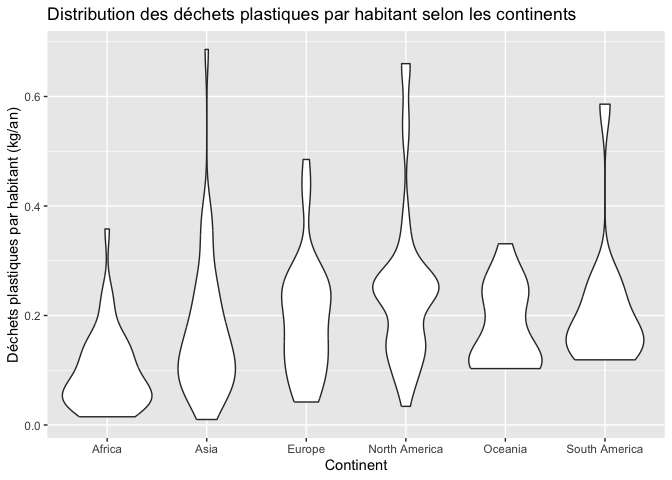 Distribution des déchets plastiques par habitant selon les continents
Déchets plastiques par habitant (kg/an)
0.6
0.4
0.2
0.0
Africa
Asia
Europe
North America
Oceania
South America
Continent